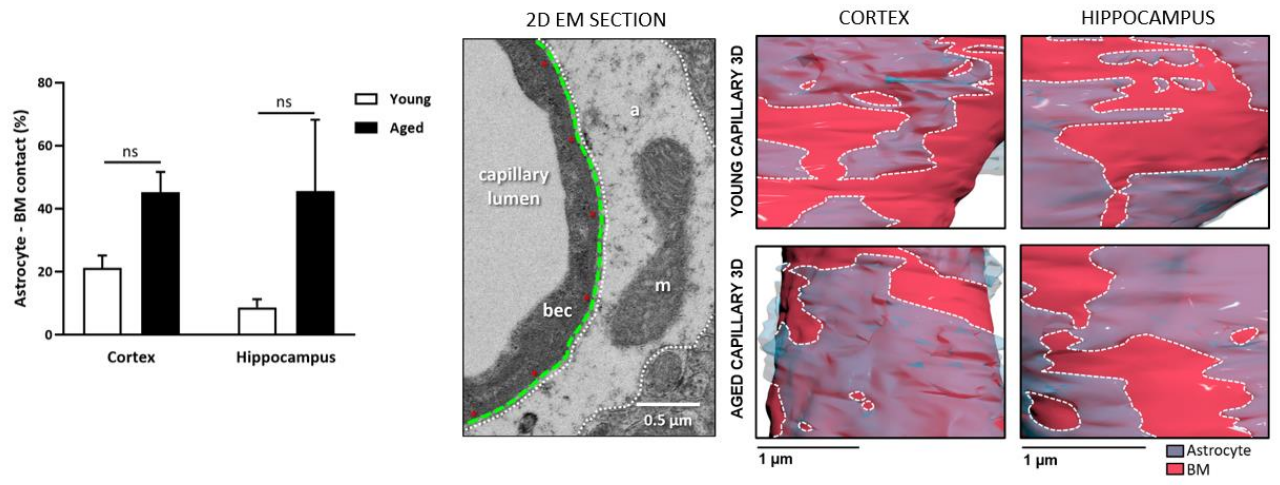 Astrocyte - BM contact (%)
80
60
40
20
0
ns
ns
Cortex
Hippocampus
Young
Aged
2D EM SECTION
a
capillary
lumen
m
bec
0.5 µm
CORTEX
HIPPOCAMPUS
YOUNG CAPILLARY 3D
AGED CAPILLARY 3D
1 µm
1 µm
Astrocyte
BM